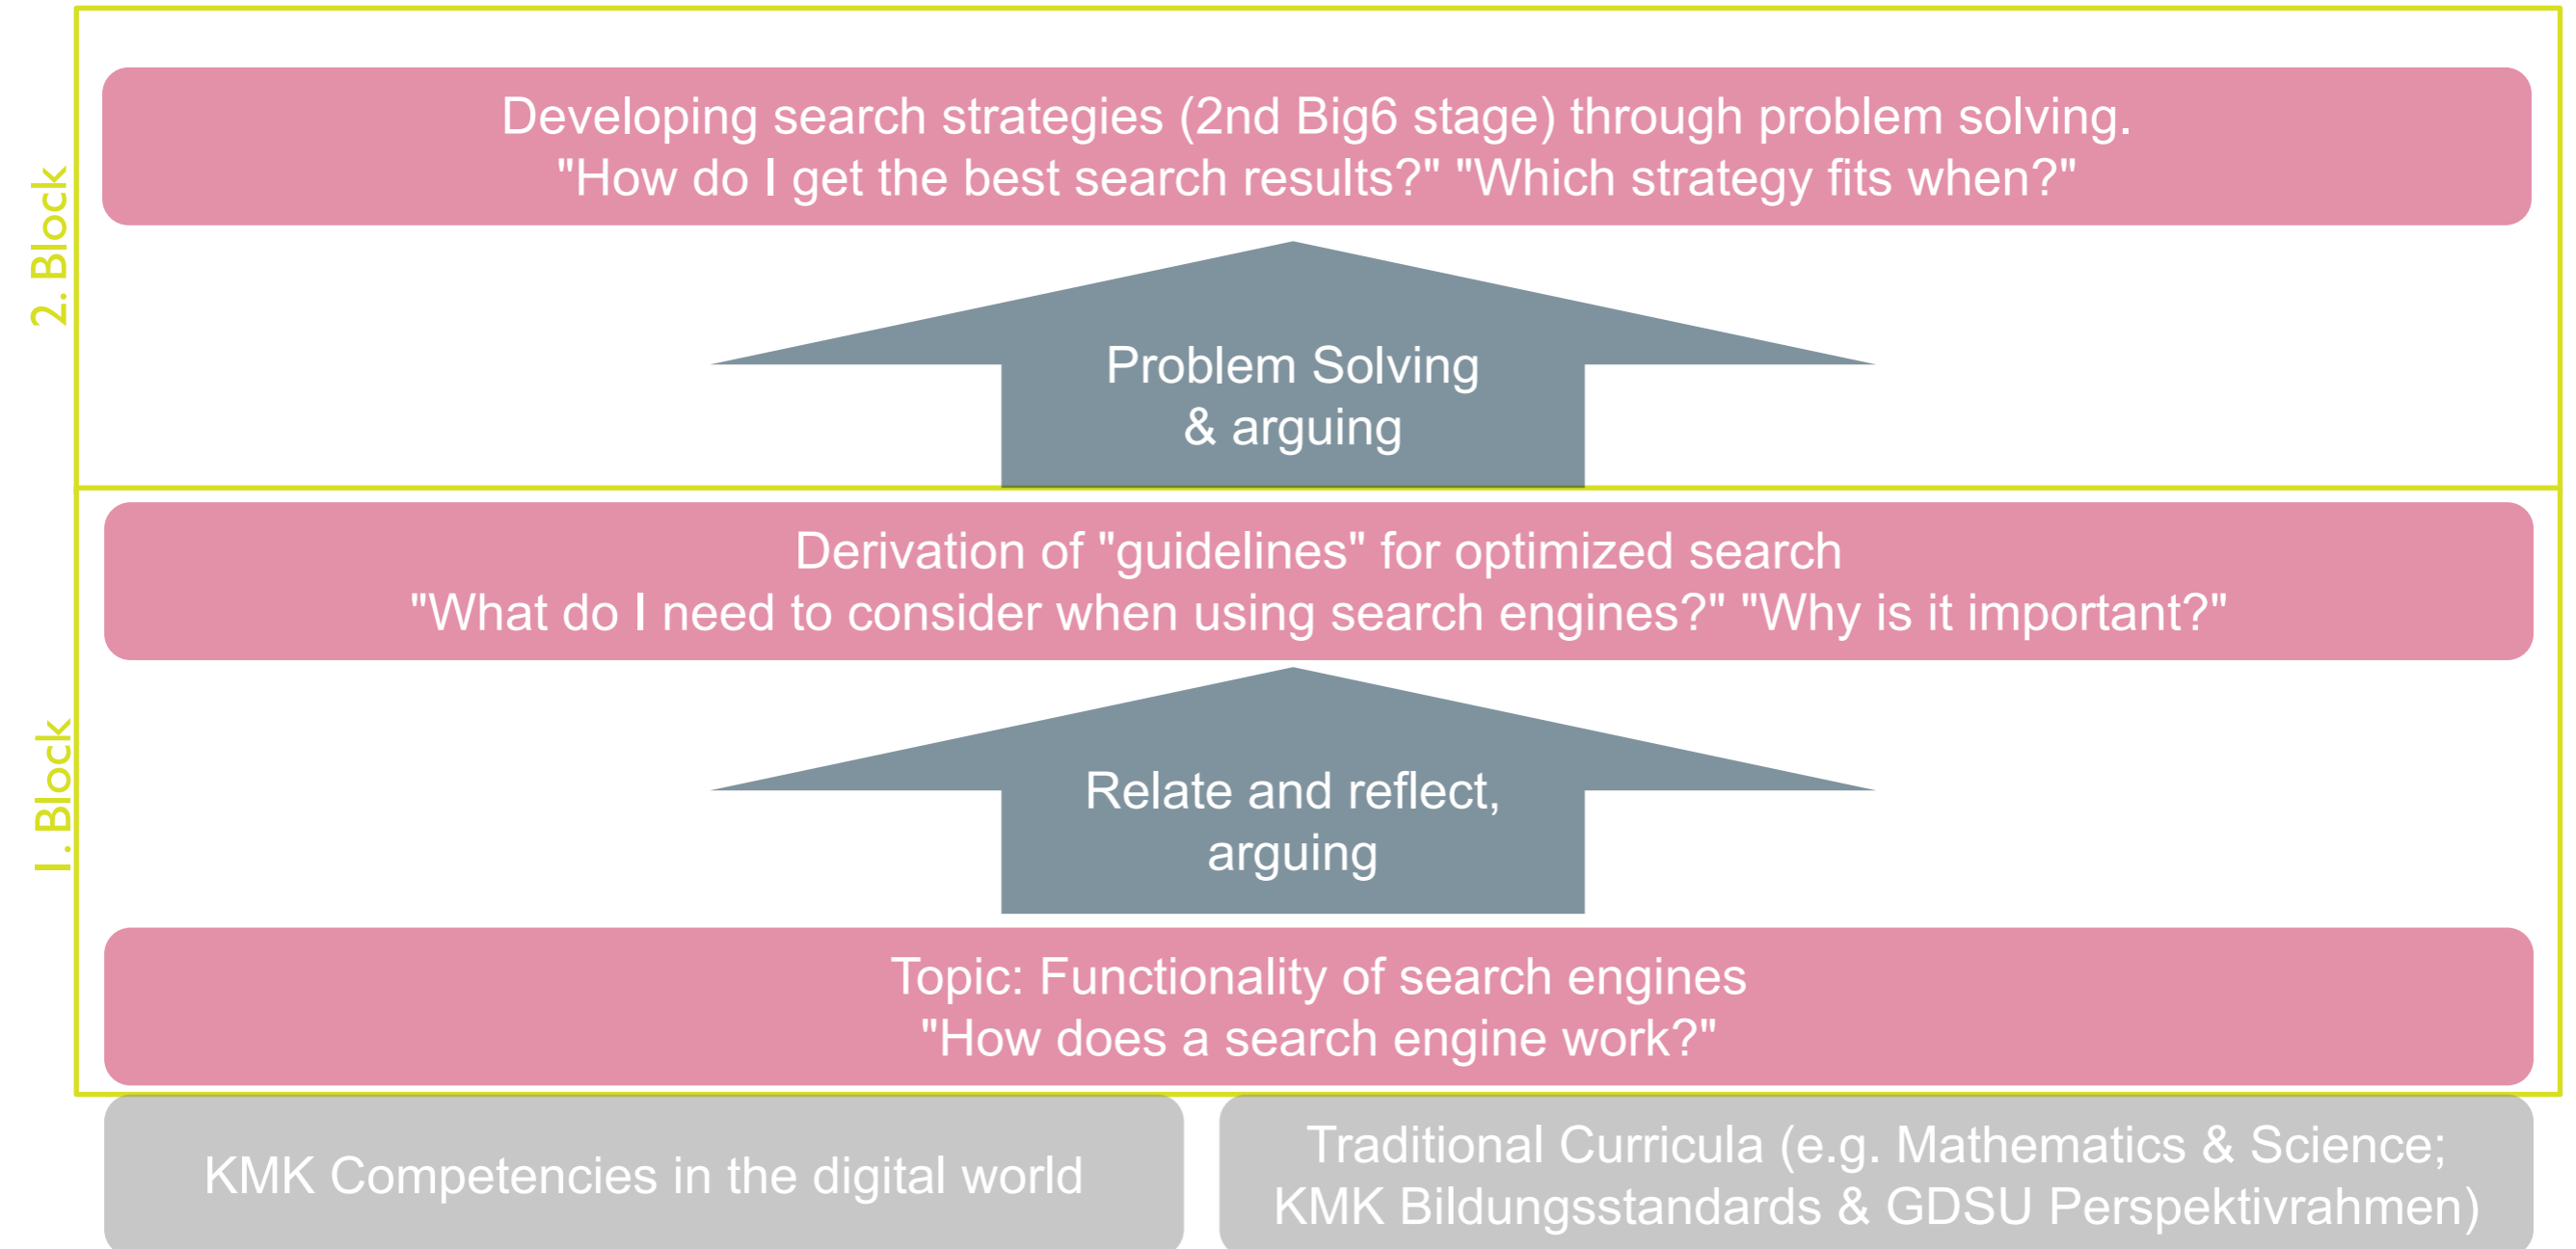 2. Block
Developing search strategies (2nd Big6 stage) through problem solving.
"How do I get the best search results?" "Which strategy fits when?"
Problem Solving
& arguing
1. Block
Derivation of "guidelines" for optimized search
"What do I need to consider when using search engines?" "Why is it important?"
Relate and reflect,
arguing
Topic: Functionality of search engines
"How does a search engine work?"
KMK Competencies in the digital world
Traditional Curricula (e.g. Mathematics & Science;
KMK Bildungsstandards & GDSU Perspektivrahmen)